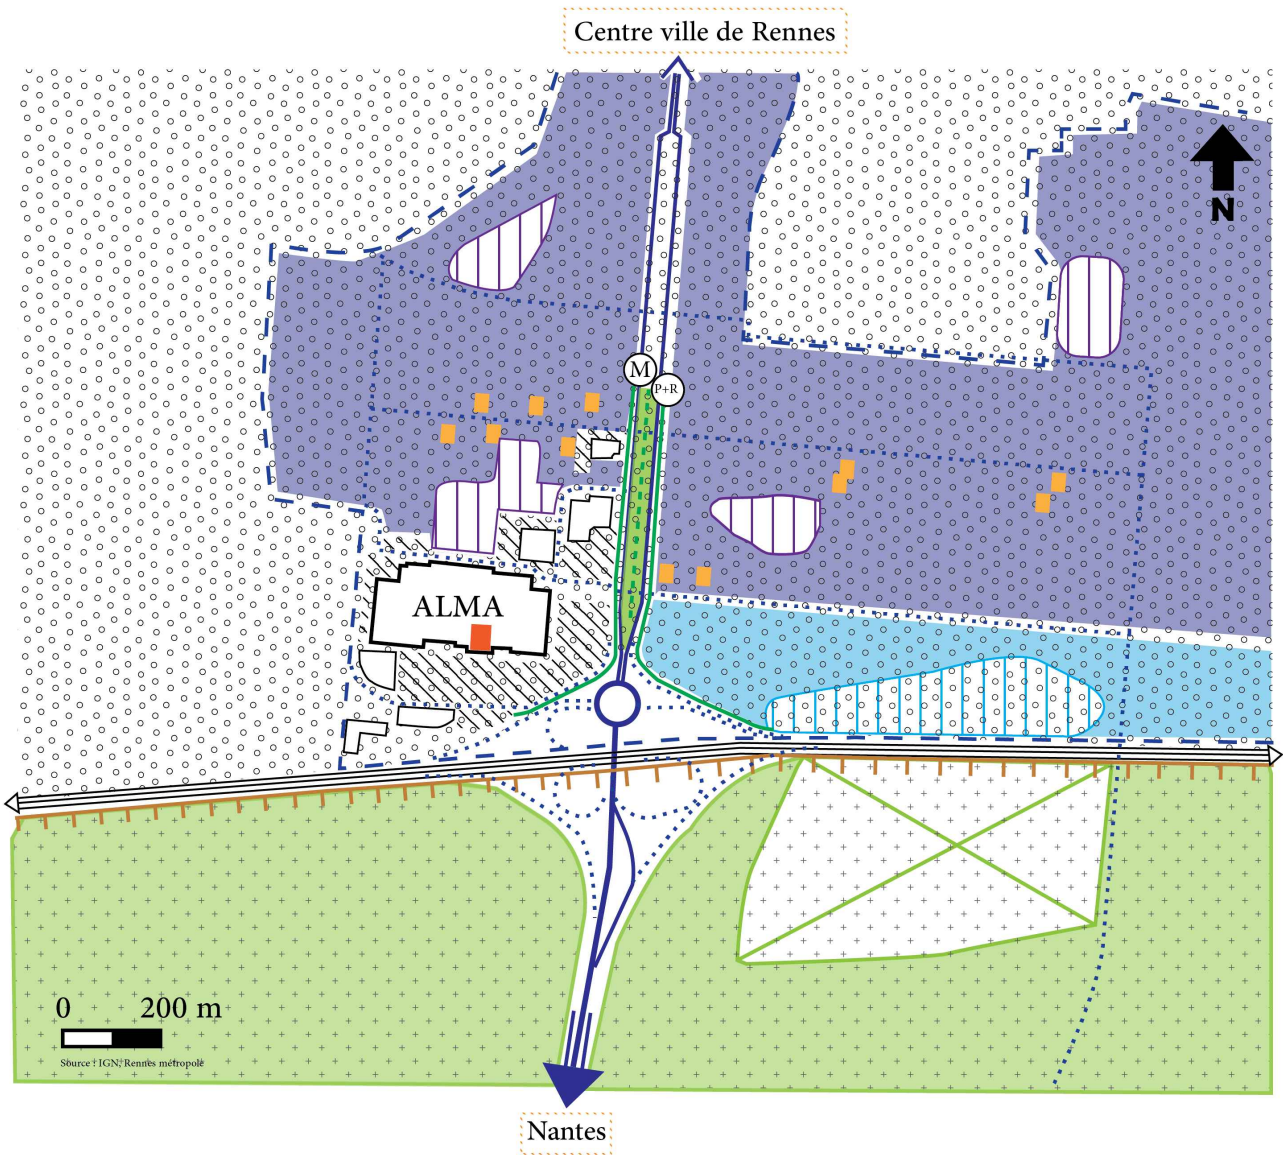 Centre ville de Rennes
N
M
P+R
ALMA
0 200 m
Source : IGN, Rennes métropole
Nantes